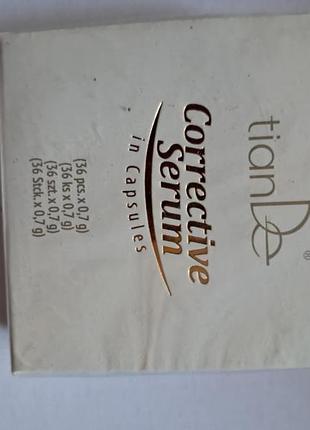 tianDe®
Corrective
Serum
in Capsules
(36 pcs.x 0,7 g)
(36 ks x 0,7 g)
(36 szt. x 0,7 g)
(36 Stck. x 0,7 g)